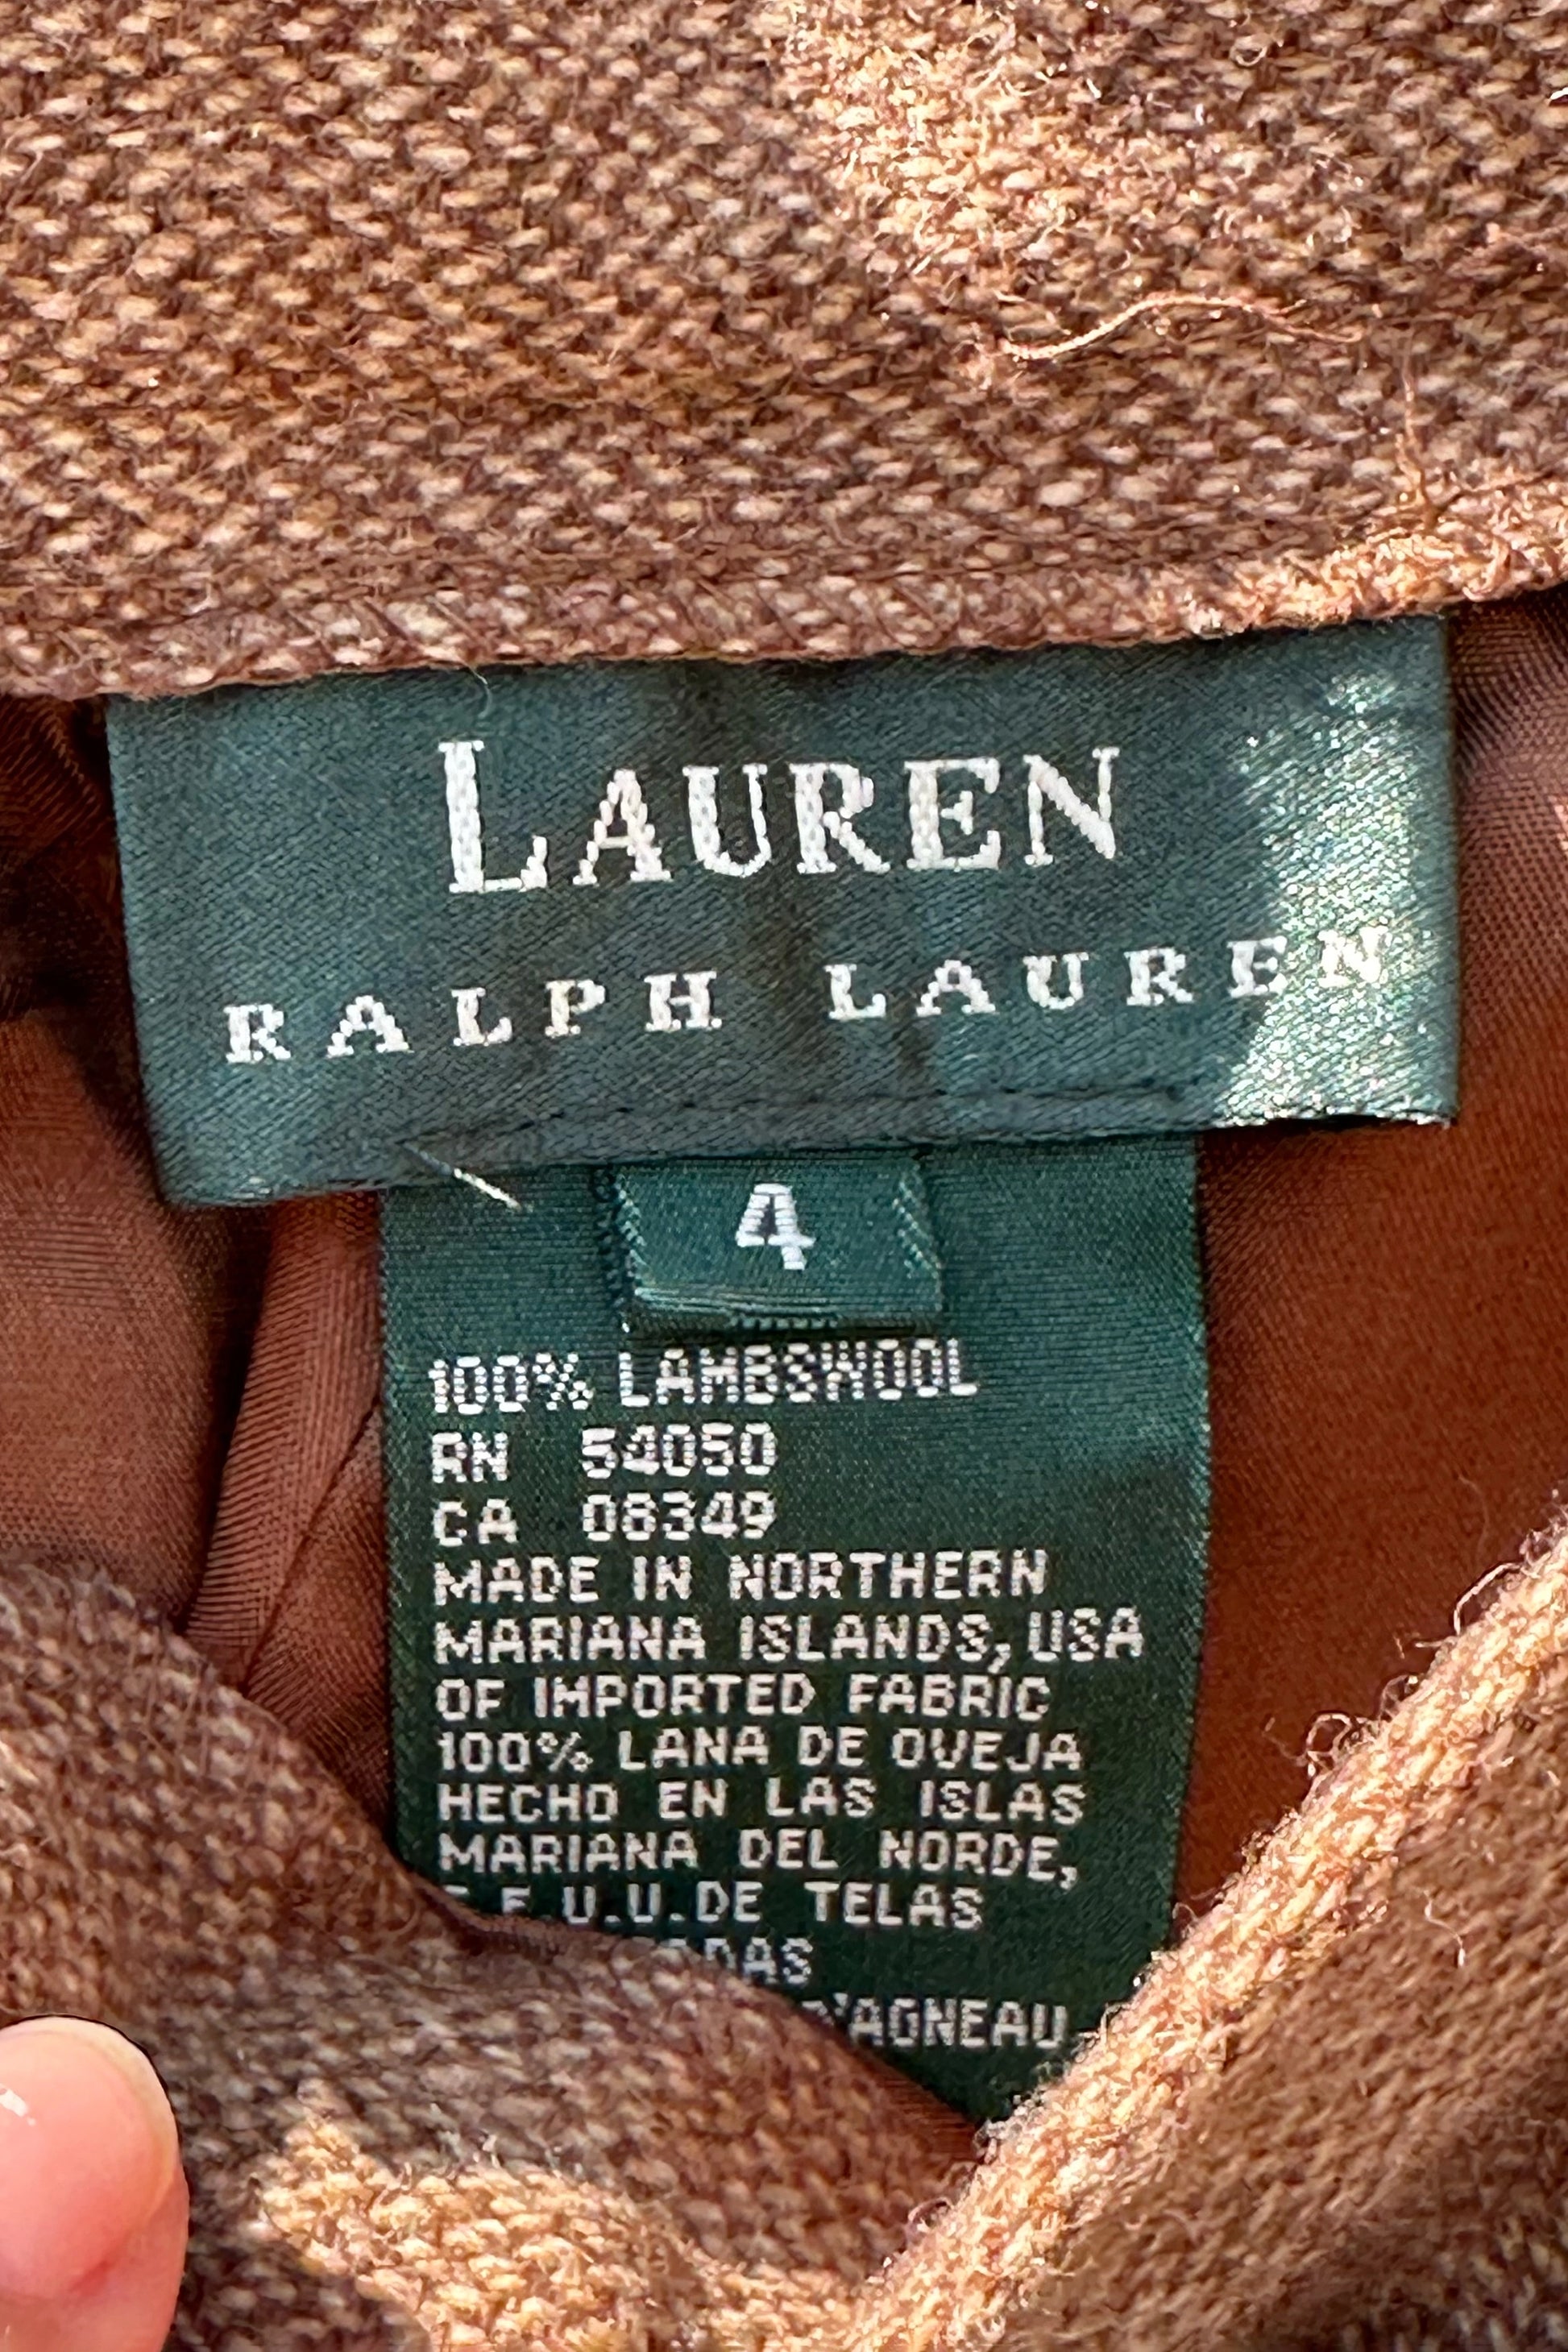 LAUREN
RALPH LAUREN
4
100% LAMBSWOOL
RN 54050
CA 08349
MADE IN NORTHERN
MARIANA ISLANDS, USA
OF IMPORTED FABRIC
100% LANA DE OVEJA
HECHO EN LAS ISLAS
MARIANA DEL NORDE,
E.E.U.U.DE TELAS
D'AGNEAU